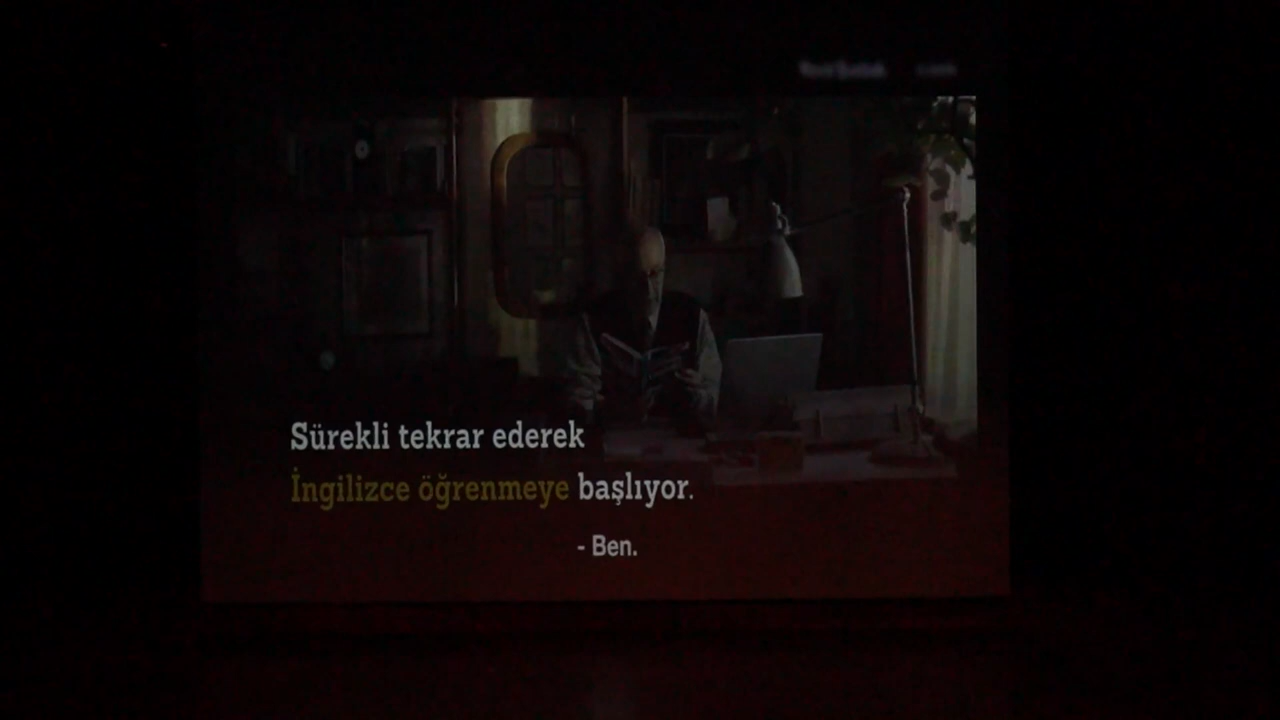 Sürekli tekrar ederek
İngilizce öğrenmeye başlıyor.
- Ben.